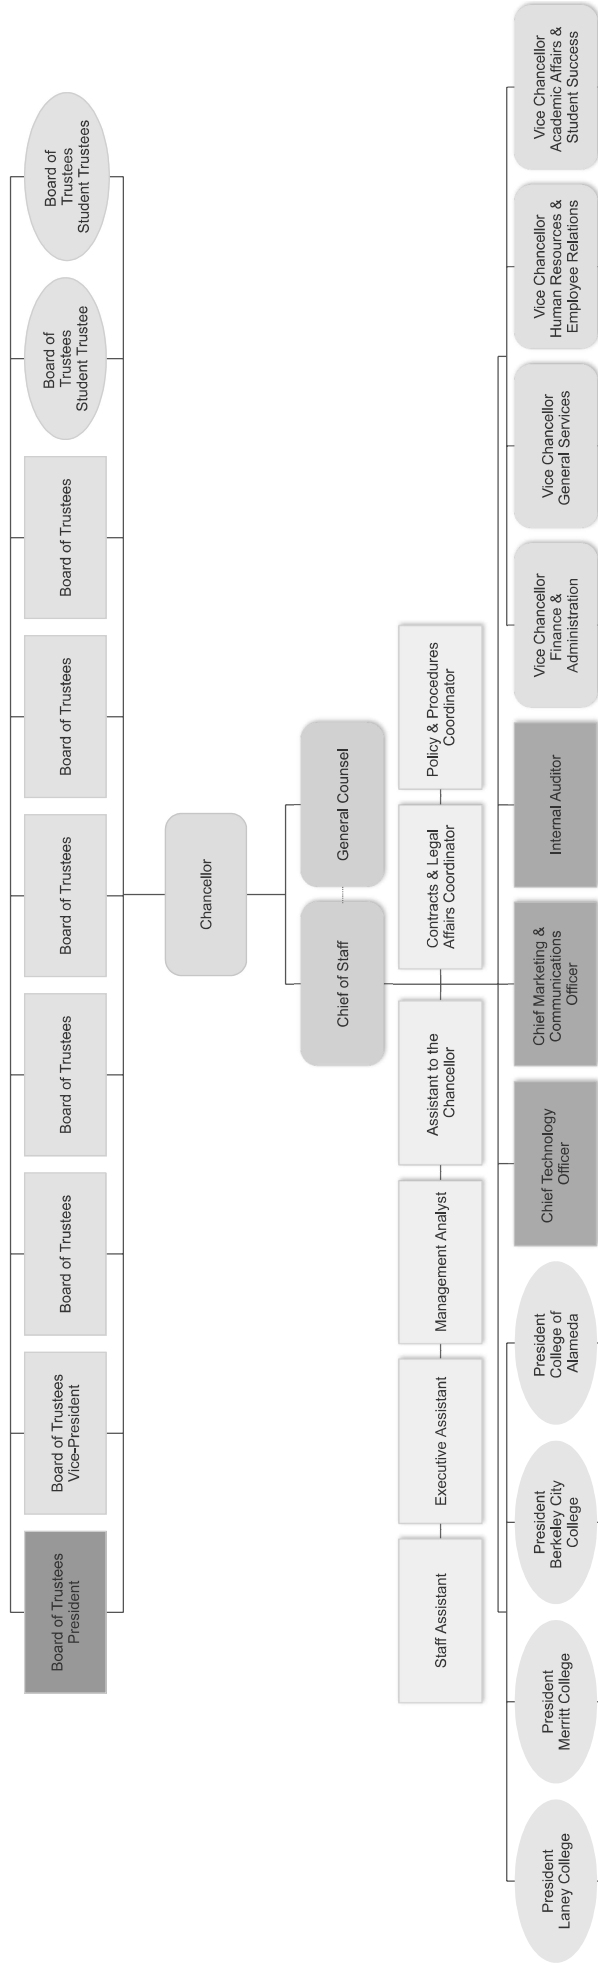 Board of Trustees
President
Board of Trustees
Vice-President
Board of Trustees
Board of Trustees
Board of Trustees
Board of Trustees
Board of Trustees
Board of
Trustees
Student Trustee
Board of
Trustees
Student Trustees
Chancellor
Chief of Staff
General Counsel
Staff Assistant
Executive Assistant
Management Analyst
Assistant to the
Chancellor
Contracts & Legal
Affairs Coordinator
Policy & Procedures
Coordinator
President
Laney College
President
Merritt College
President
Berkeley City
College
President
College of
Alameda
Chief Technology
Officer
Chief Marketing &
Communications
Officer
Internal Auditor
Vice Chancellor
Finance &
Administration
Vice Chancellor
General Services
Vice Chancellor
Human Resources &
Employee Relations
Vice Chancellor
Academic Affairs &
Student Success